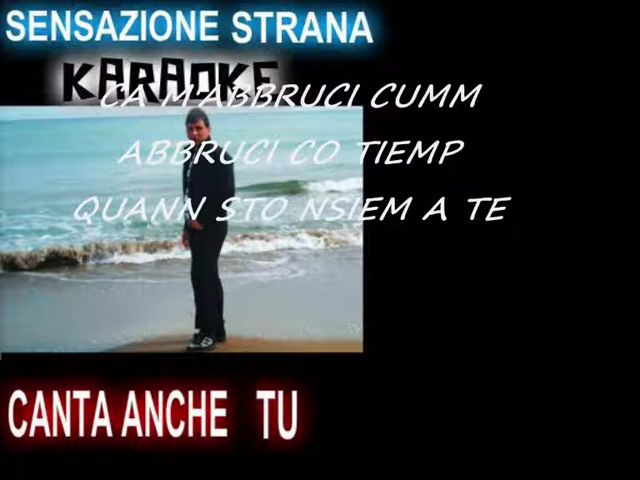 SENSAZIONE STRANA
KARAOKE
CA M'ABBRUCI CUMM
ABBRUCI CO TIEMP
QUANN STO NSIEM A TE
CANTA ANCHE TU